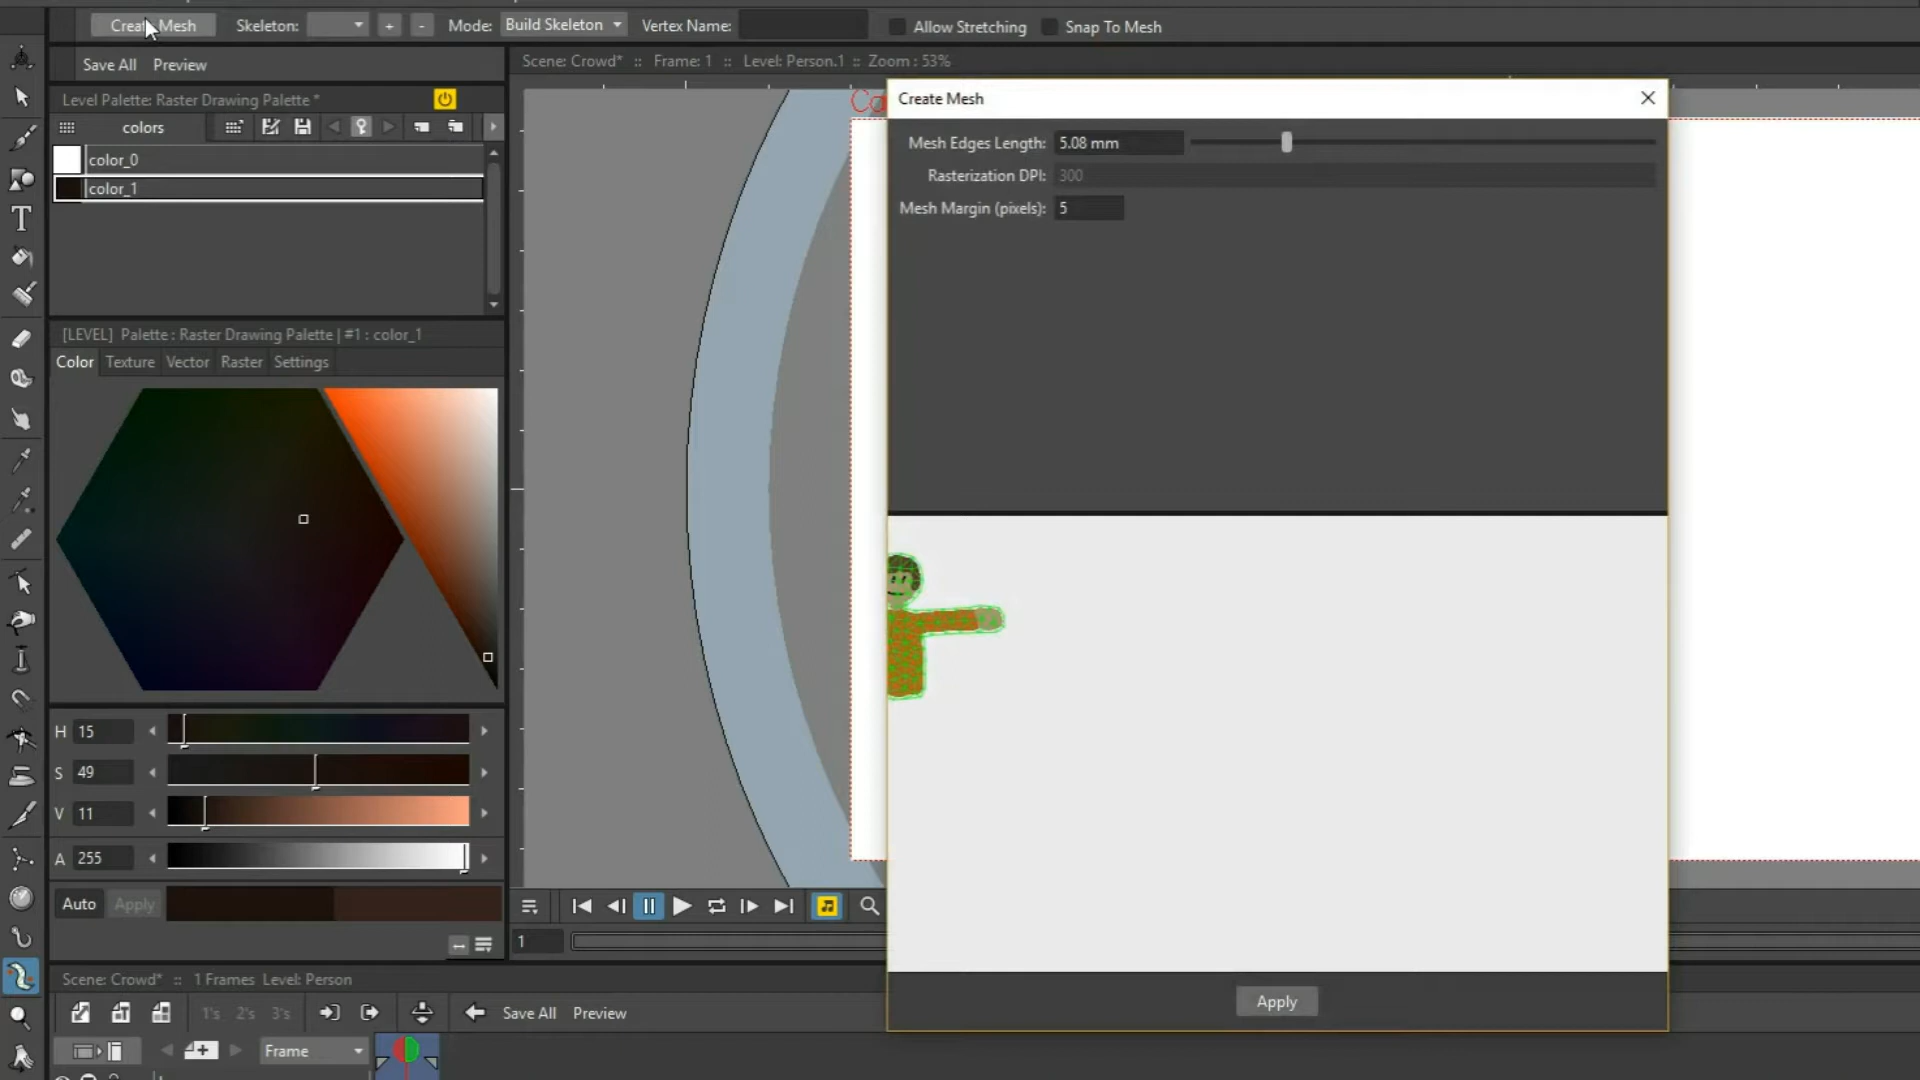 Create Mesh Skeleton: + - Mode: Build Skeleton Vertex Name: Allow Stretching Snap To Mesh
Save All Preview
Scene: Crowd* :: Frame: 1 :: Level: Person.1 :: Zoom : 53%
Level Palette: Raster Drawing Palette *
colors
color_0
color_1
[LEVEL] Palette : Raster Drawing Palette | #1 : color_1
Color Texture Vector Raster Settings
H 15
S 49
V 11
A 255
Auto Apply
Create Mesh
Mesh Edges Length: 5.08 mm
Rasterization DPI: 300
Mesh Margin (pixels): 5
Apply
1
Scene: Crowd* :: 1 Frames Level: Person
1's 2's 3's Save All Preview
Frame